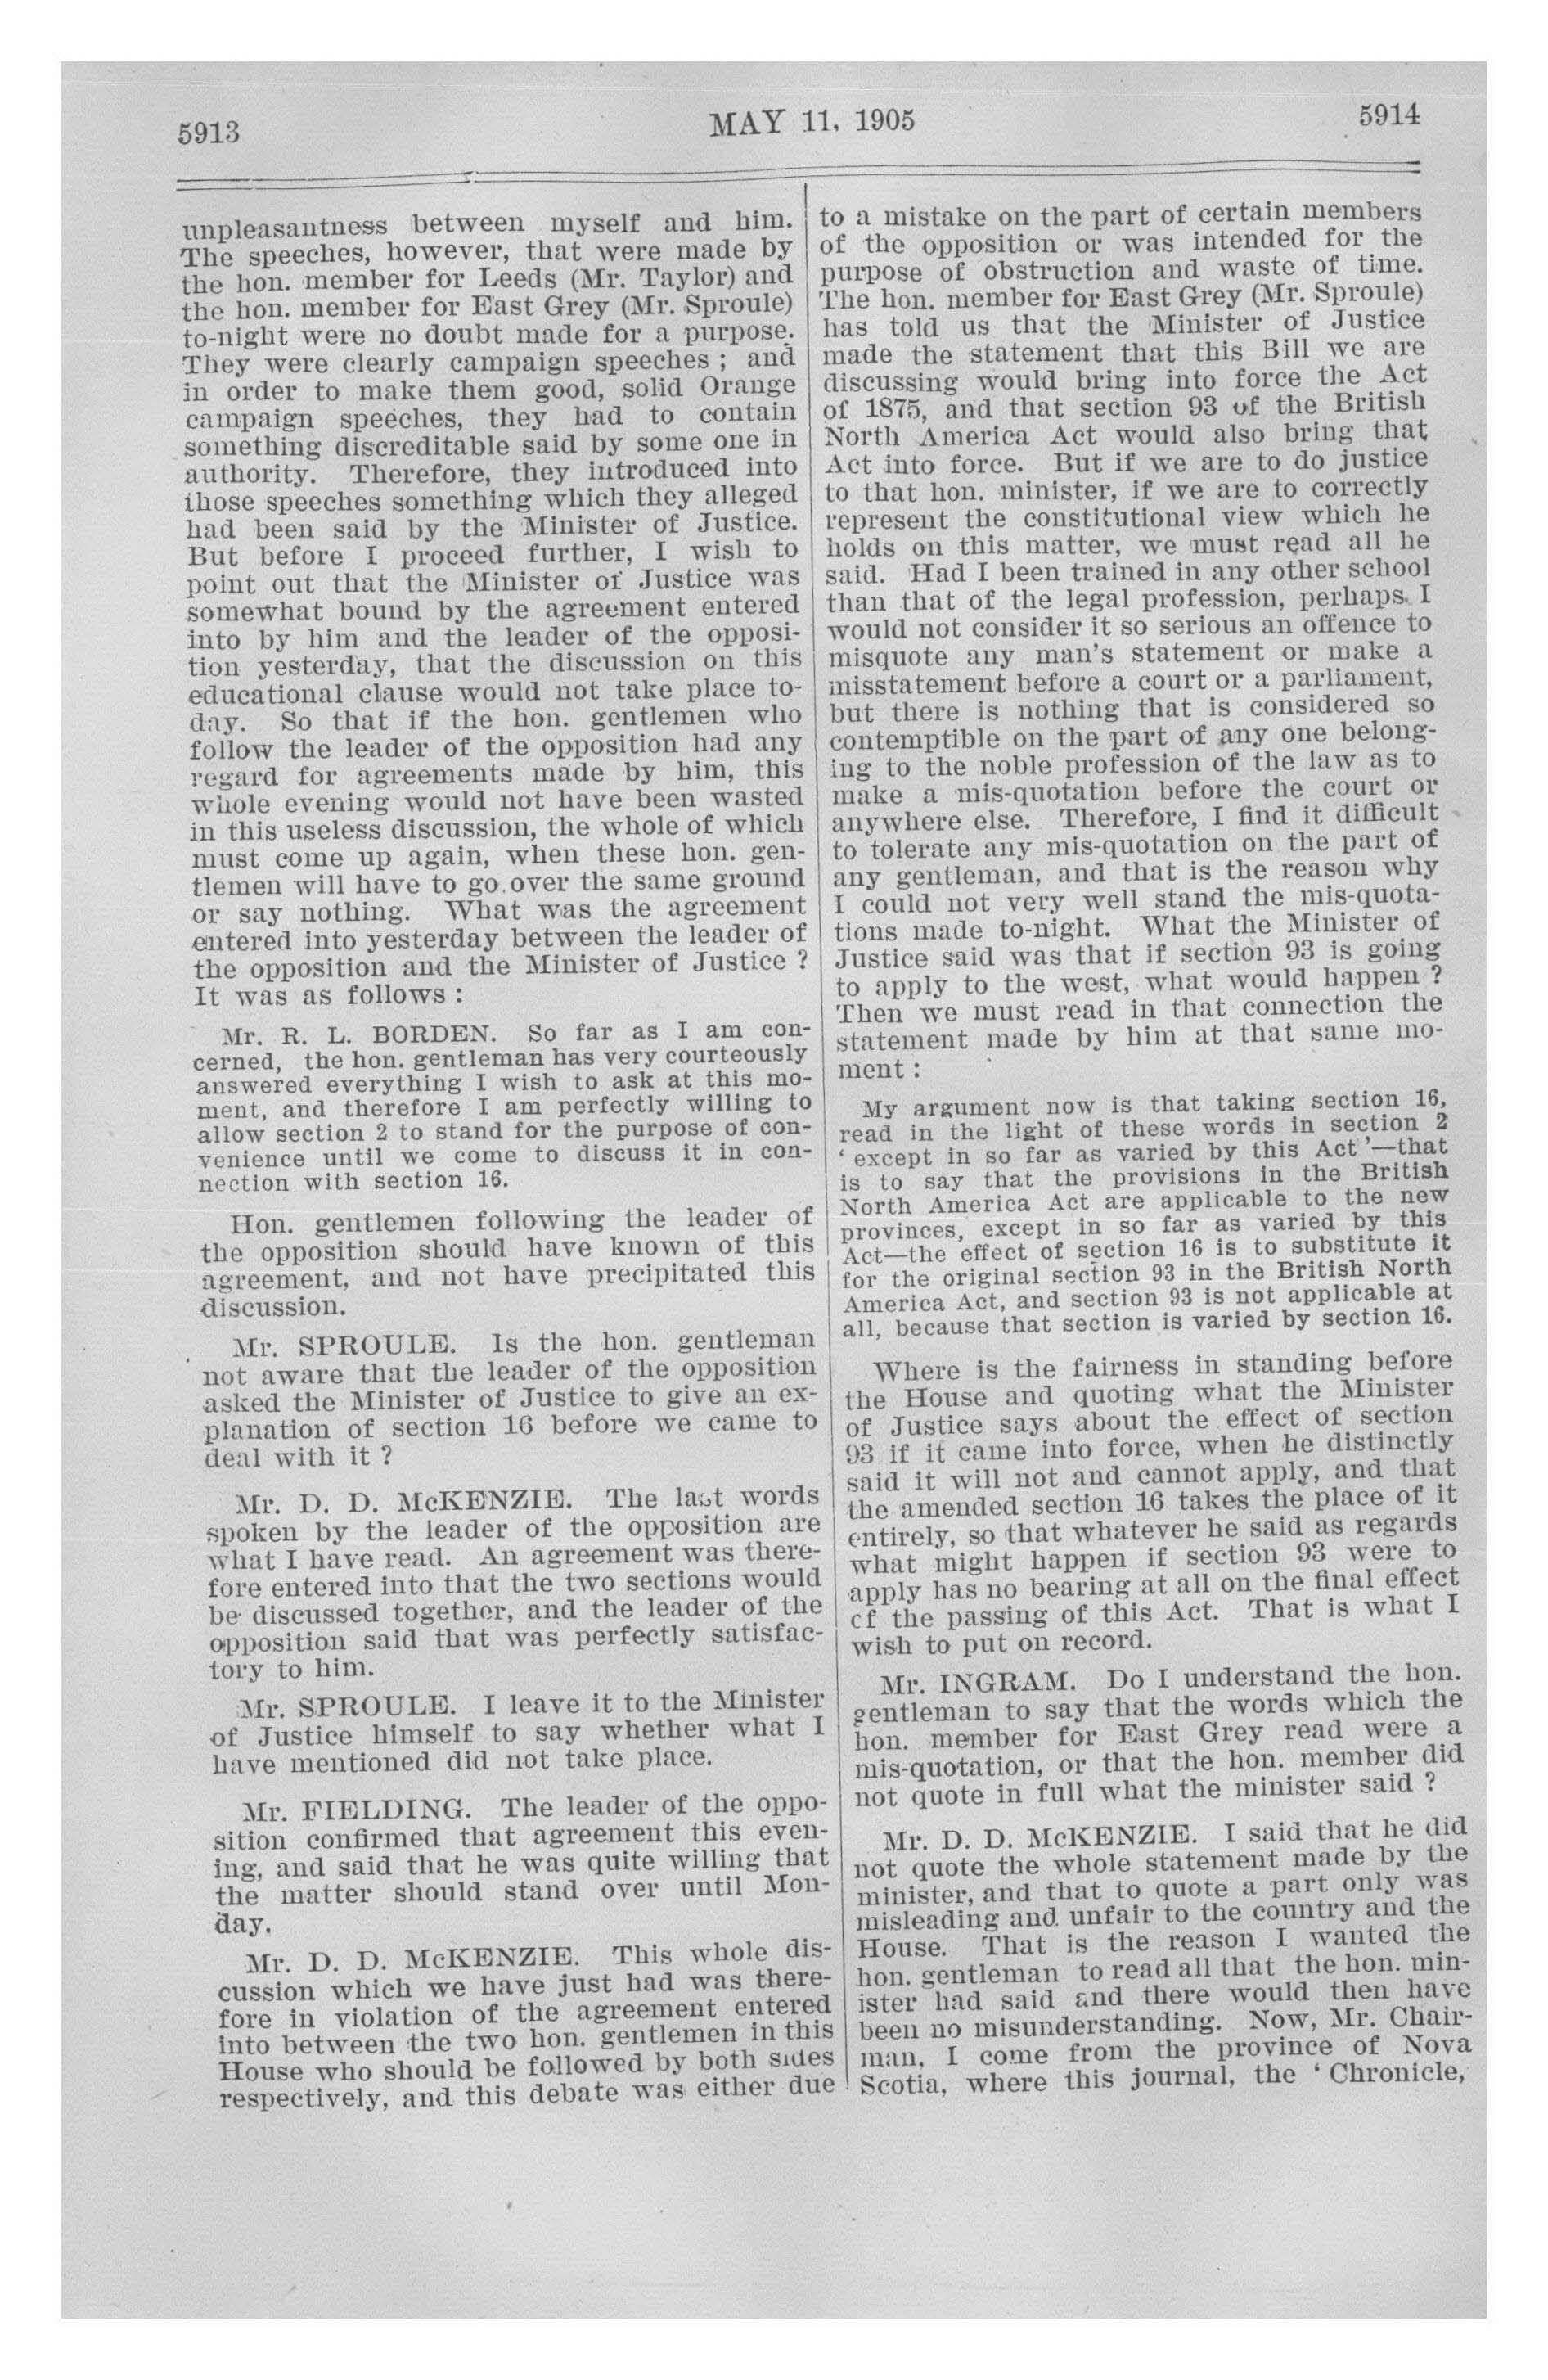 5913
MAY 11, 1905
5914
unpleasantness between myself and him.
The speeches, however, that were made by
the hon. member for Leeds (Mr. Taylor) and
the hon. member for East Grey (Mr. Sproule)
to-night were no doubt made for a purpose.
They were clearly campaign speeches ; and
in order to make them good, solid Orange
campaign speeches, they had to contain
something discreditable said by some one in
authority. Therefore, they introduced into
those speeches something which they alleged
had been said by the Minister of Justice.
But before I proceed further, I wish to
point out that the Minister of Justice was
somewhat bound by the agreement entered
into by him and the leader of the opposi-
tion yesterday, that the discussion on this
educational clause would not take place to-
day. So that if the hon. gentlemen who
follow the leader of the opposition had any
regard for agreements made by him, this
whole evening would not have been wasted
in this useless discussion, the whole of which
must come up again, when these hon. gen-
tlemen will have to go over the same ground
or say nothing. What was the agreement
entered into yesterday between the leader of
the opposition and the Minister of Justice ?
It was as follows :
Mr. R. L. BORDEN. So far as I am con-
cerned, the hon. gentleman has very courteously
answered everything I wish to ask at this mo-
ment, and therefore I am perfectly willing to
allow section 2 to stand for the purpose of con-
venience until we come to discuss it in con-
nection with section 16.
Hon. gentlemen following the leader of
the opposition should have known of this
agreement, and not have precipitated this
discussion.
Mr. SPROULE. Is the hon. gentleman
not aware that the leader of the opposition
asked the Minister of Justice to give an ex-
planation of section 16 before we came to
deal with it ?
Mr. D. D. McKENZIE. The last words
spoken by the leader of the opposition are
what I have read. An agreement was there-
fore entered into that the two sections would
be discussed together, and the leader of the
opposition said that was perfectly satisfac-
tory to him.
Mr. SPROULE. I leave it to the Minister
of Justice himself to say whether what I
have mentioned did not take place.
Mr. FIELDING. The leader of the oppo-
sition confirmed that agreement this even-
ing, and said that he was quite willing that
the matter should stand over until Mon-
day.
Mr. D. D. McKENZIE. This whole dis-
cussion which we have just had was there-
fore in violation of the agreement entered
into between the two hon. gentlemen in this
House who should be followed by both sides
respectively, and this debate was either due
to a mistake on the part of certain members
of the opposition or was intended for the
purpose of obstruction and waste of time.
The hon. member for East Grey (Mr. Sproule)
has told us that the Minister of Justice
made the statement that this Bill we are
discussing would bring into force the Act
of 1875, and that section 93 of the British
North America Act would also bring that
Act into force. But if we are to do justice
to that hon. minister, if we are to correctly
represent the constitutional view which he
holds on this matter, we must read all he
said. Had I been trained in any other school
than that of the legal profession, perhaps I
would not consider it so serious an offence to
misquote any man's statement or make a
misstatement before a court or a parliament,
but there is nothing that is considered so
contemptible on the part of any one belong-
ing to the noble profession of the law as to
make a mis-quotation before the court or
anywhere else. Therefore, I find it difficult
to tolerate any mis-quotation on the part of
any gentleman, and that is the reason why
I could not very well stand the mis-quota-
tions made to-night. What the Minister of
Justice said was that if section 93 is going
to apply to the west, what would happen ?
Then we must read in that connection the
statement made by him at that same mo-
ment :
My argument now is that taking section 16,
read in the light of these words in section 2
' except in so far as varied by this Act '—that
is to say that the provisions in the British
North America Act are applicable to the new
provinces, except in so far as varied by this
Act—the effect of section 16 is to substitute it
for the original section 93 in the British North
America Act, and section 93 is not applicable at
all, because that section is varied by section 16.
Where is the fairness in standing before
the House and quoting what the Minister
of Justice says about the effect of section
93 if it came into force, when he distinctly
said it will not and cannot apply, and that
the amended section 16 takes the place of it
entirely, so that whatever he said as regards
what might happen if section 93 were to
apply has no bearing at all on the final effect
cf the passing of this Act. That is what I
wish to put on record.
Mr. INGRAM. Do I understand the hon.
gentleman to say that the words which the
hon. member for East Grey read were a
mis-quotation, or that the hon. member did
not quote in full what the minister said ?
Mr. D. D. McKENZIE. I said that he did
not quote the whole statement made by the
minister, and that to quote a part only was
misleading and unfair to the country and the
House. That is the reason I wanted the
hon. gentleman to read all that the hon. min-
ister had said and there would then have
been no misunderstanding. Now, Mr. Chair-
man, I come from the province of Nova
Scotia, where this journal, the ' Chronicle,